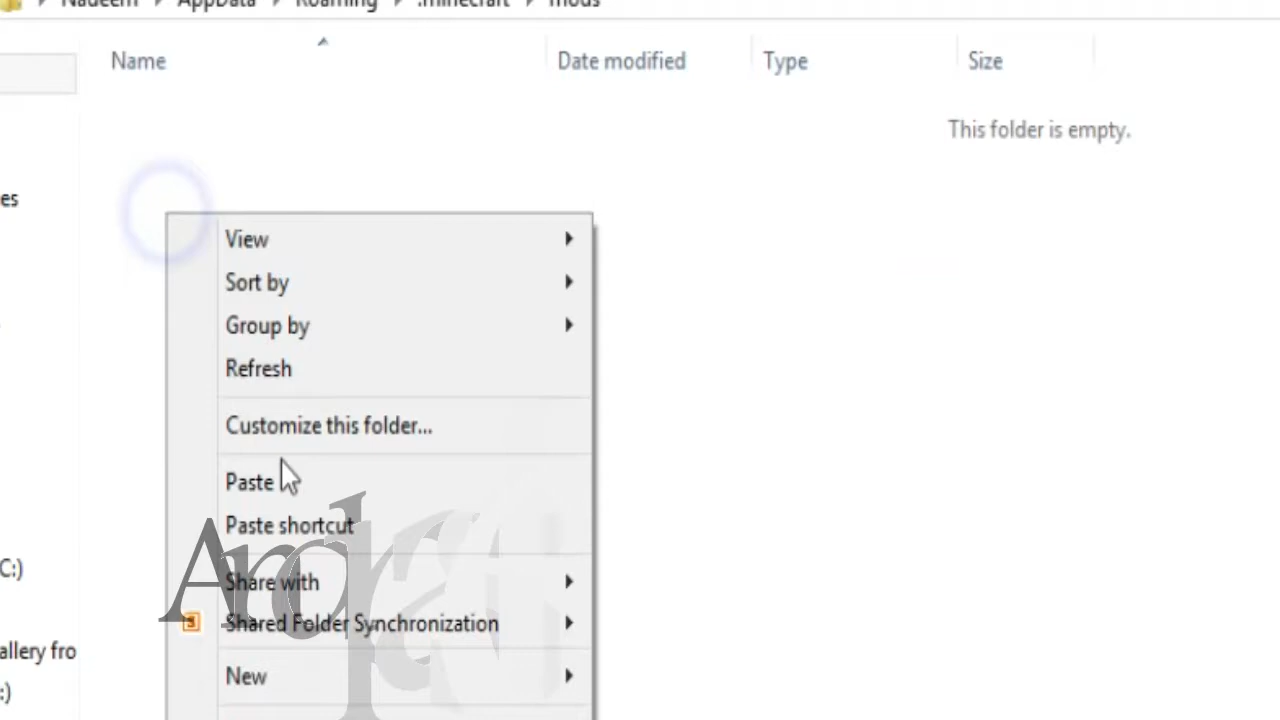 Nadeem AppData Roaming .minecraft mods
Name Date modified Type Size
This folder is empty.
es
View
Sort by
Group by
Refresh
Customize this folder...
Paste
Paste shortcut
C:)
Share with
Shared Folder Synchronization
allery fro
New
:)